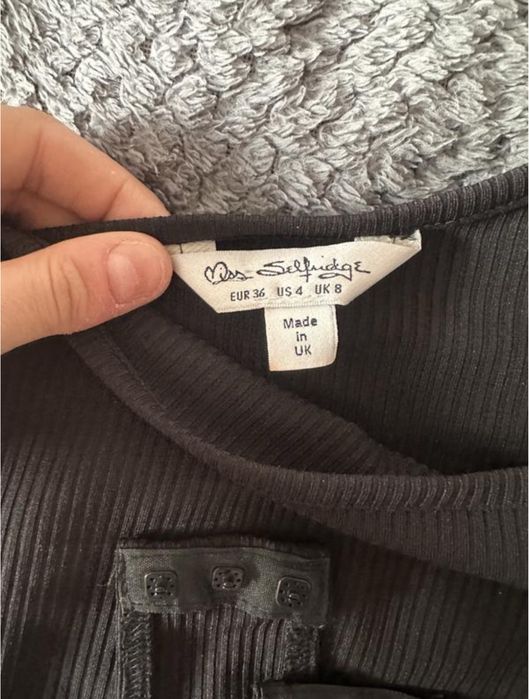 Miss Selfridge
EUR 36 US 4 UK 8
Made
in
UK